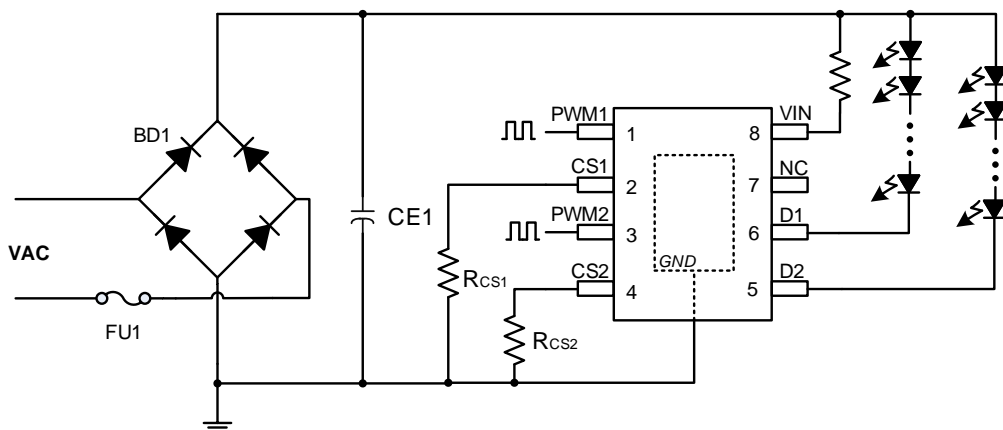 BD1
VAC
FU1
CE1
RCS1
RCS2
PWM1
CS1
PWM2
CS2
1
2
3
4
GND
8
7
6
5
VIN
NC
D1
D2